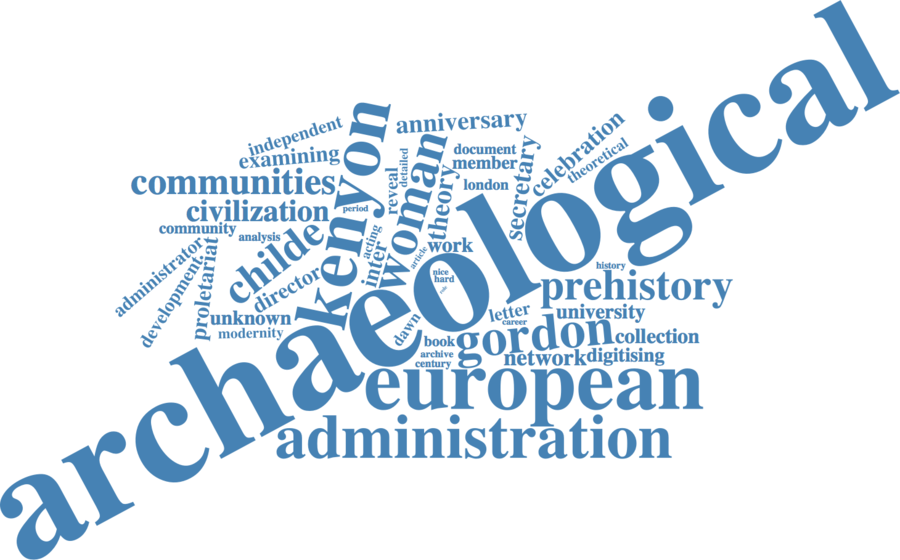 archaeological
independent
examining
kenyon
anniversary
communities
civilization
community
analysis
period
reveal
detailed
woman
theory
document
member
london
secretary
celebration
theoretical
administrator
development
proletariat
childe
director
unknown
modernity
acting
inter
article
work
nice
hard
role
history
prehistory
university
letter
career
gordon
collection
network
digitising
dawn
book
archive
century
european
administration